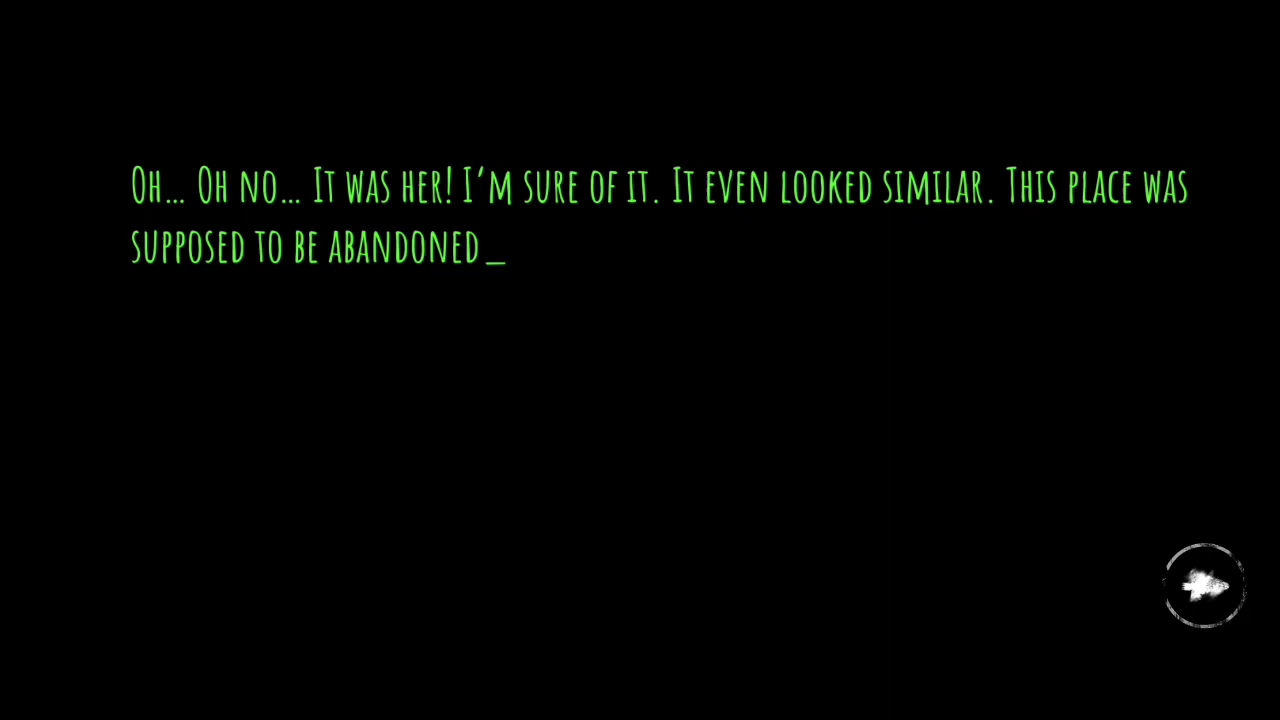 Oh… Oh no… It was her! I'm sure of it. It even looked similar. This place was
supposed to be abandoned_